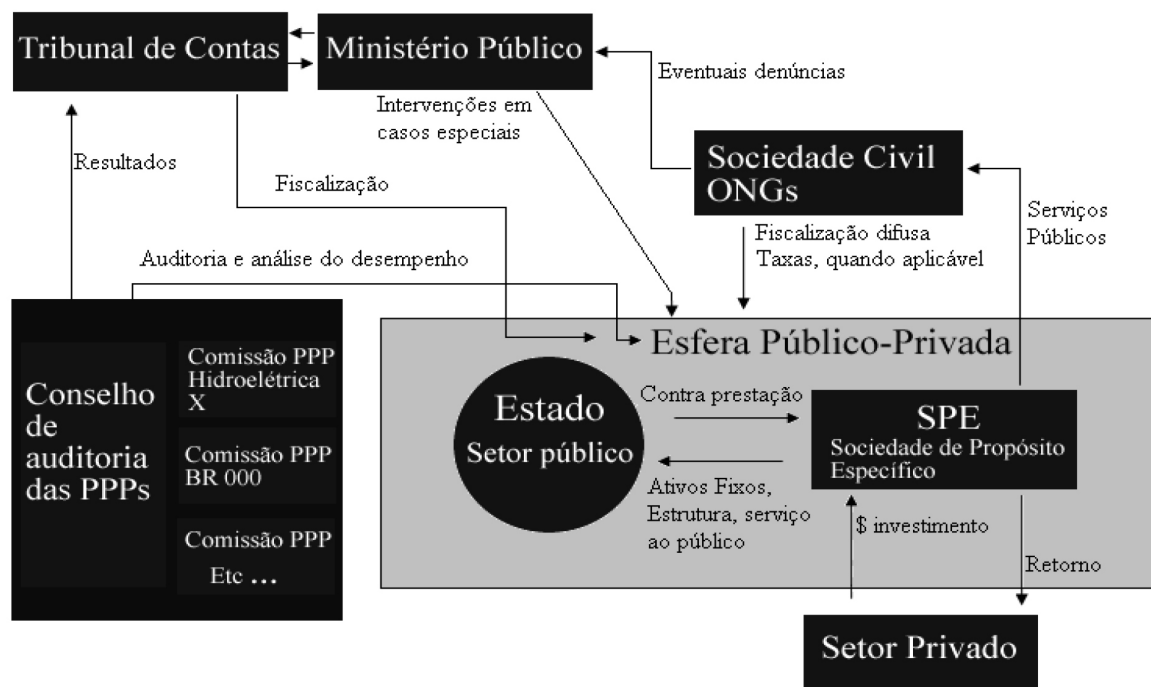 Tribunal de Contas
Ministério Público
Eventuais denúncias
Intervenções em
casos especiais
Resultados
Sociedade Civil
ONGs
Fiscalização
Serviços
Públicos
Fiscalização difusa
Taxas, quando aplicável
Auditoria e análise do desempenho
Conselho
de
auditoria
das PPPs
Comissão PPP
Hidroelétrica
X
Comissão PPP
BR 000
Comissão PPP
Etc ...
Esfera Público-Privada
Estado
Setor público
Contra prestação
SPE
Sociedade de Propósito
Específico
Ativos Fixos,
Estrutura, serviço
ao público
$ investimento
Retorno
Setor Privado